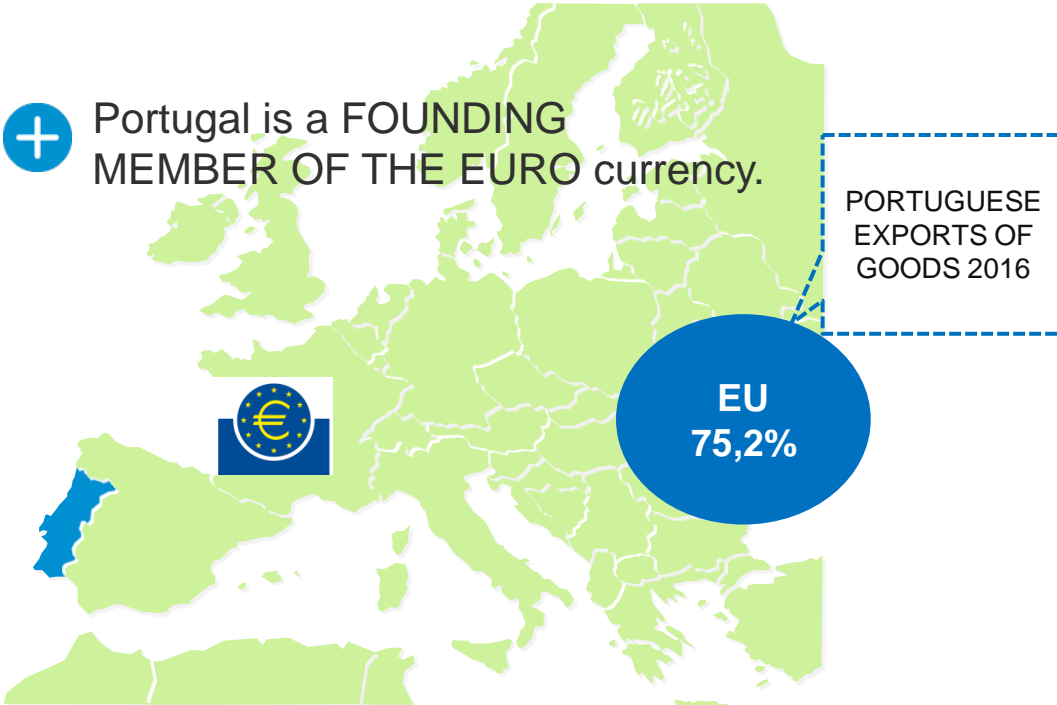 Portugal is a FOUNDING
MEMBER OF THE EURO currency.
PORTUGUESE
EXPORTS OF
GOODS 2016
€
EU
75,2%